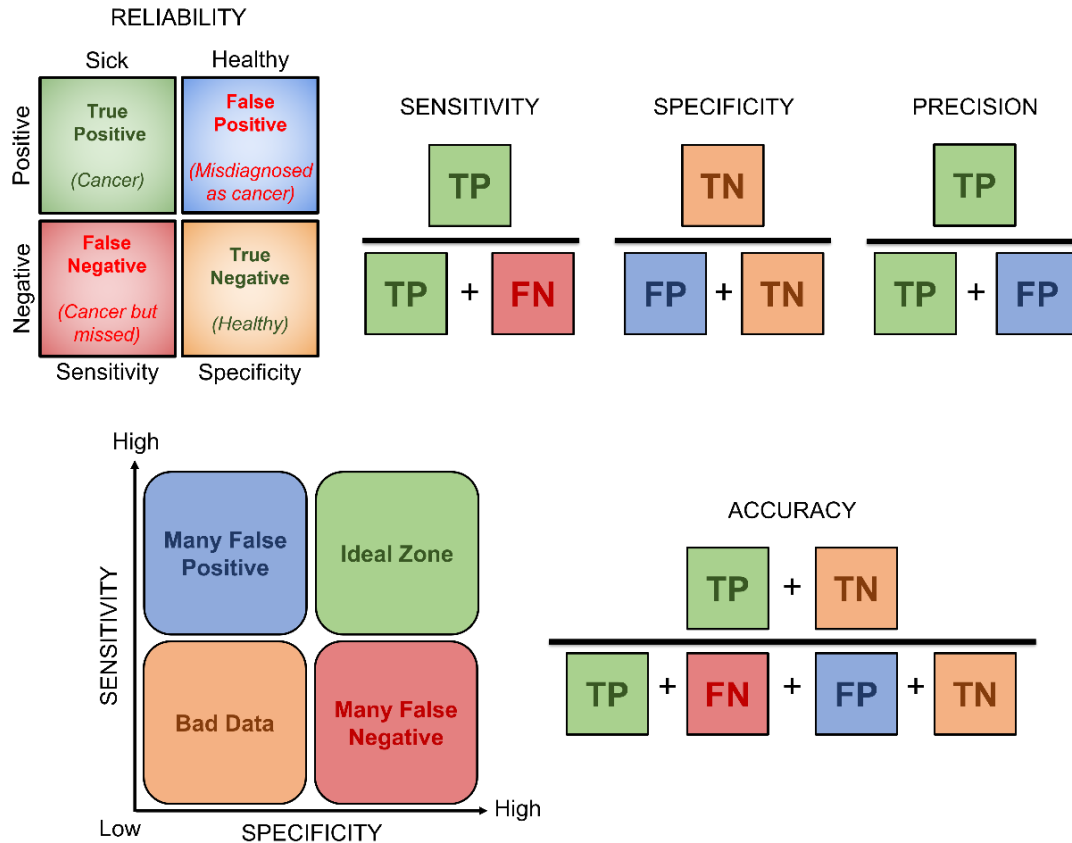 RELIABILITY
Sick
Healthy
Positive
True
Positive
(Cancer)
False
Positive
(Misdiagnosed
as cancer)
Negative
False
Negative
(Cancer but
missed)
True
Negative
(Healthy)
Sensitivity
Specificity
SENSITIVITY
TP
TP + FN
SPECIFICITY
TN
FP + TN
PRECISION
TP
TP + FP
High
SENSITIVITY
Many False
Positive
Ideal Zone
Bad Data
Many False
Negative
Low
SPECIFICITY
High
ACCURACY
TP + TN
TP + FN + FP + TN